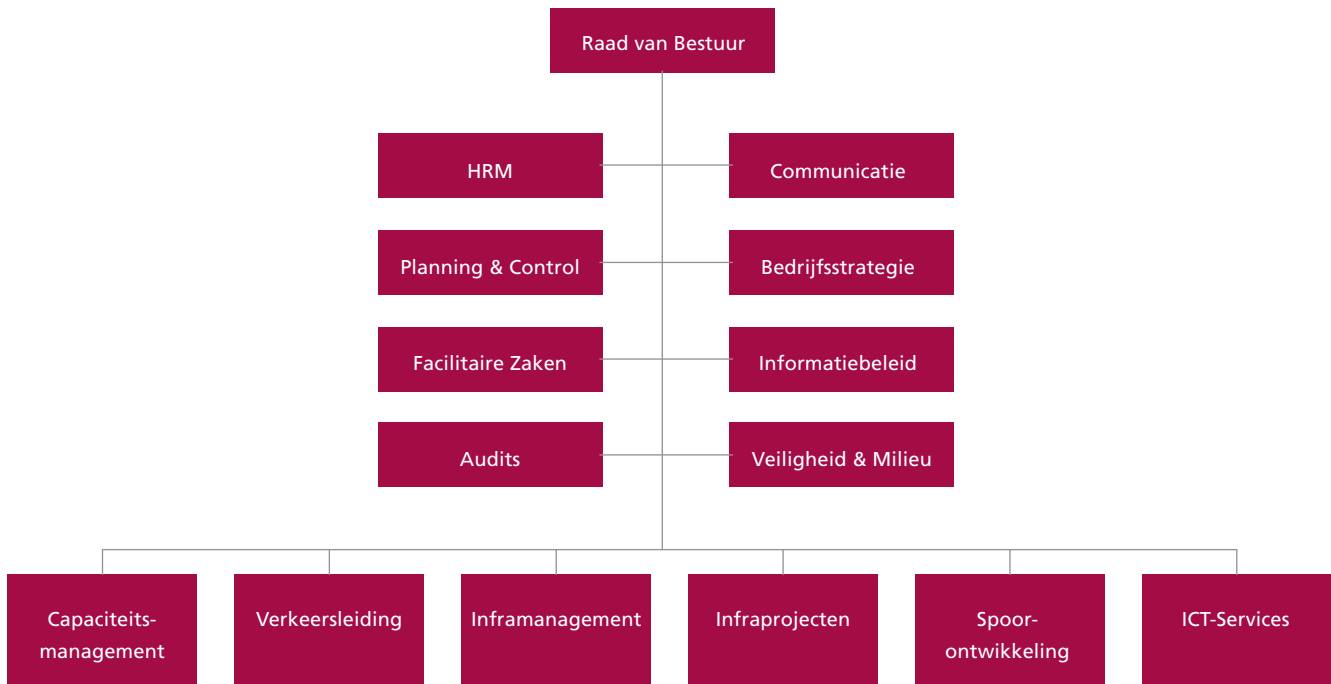 Raad van Bestuur
HRM
Communicatie
Planning & Control
Bedrijfsstrategie
Facilitaire Zaken
Informatiebeleid
Audits
Veiligheid & Milieu
Capaciteits-
management
Verkeersleiding
Inframanagement
Infraprojecten
Spoor-
ontwikkeling
ICT-Services